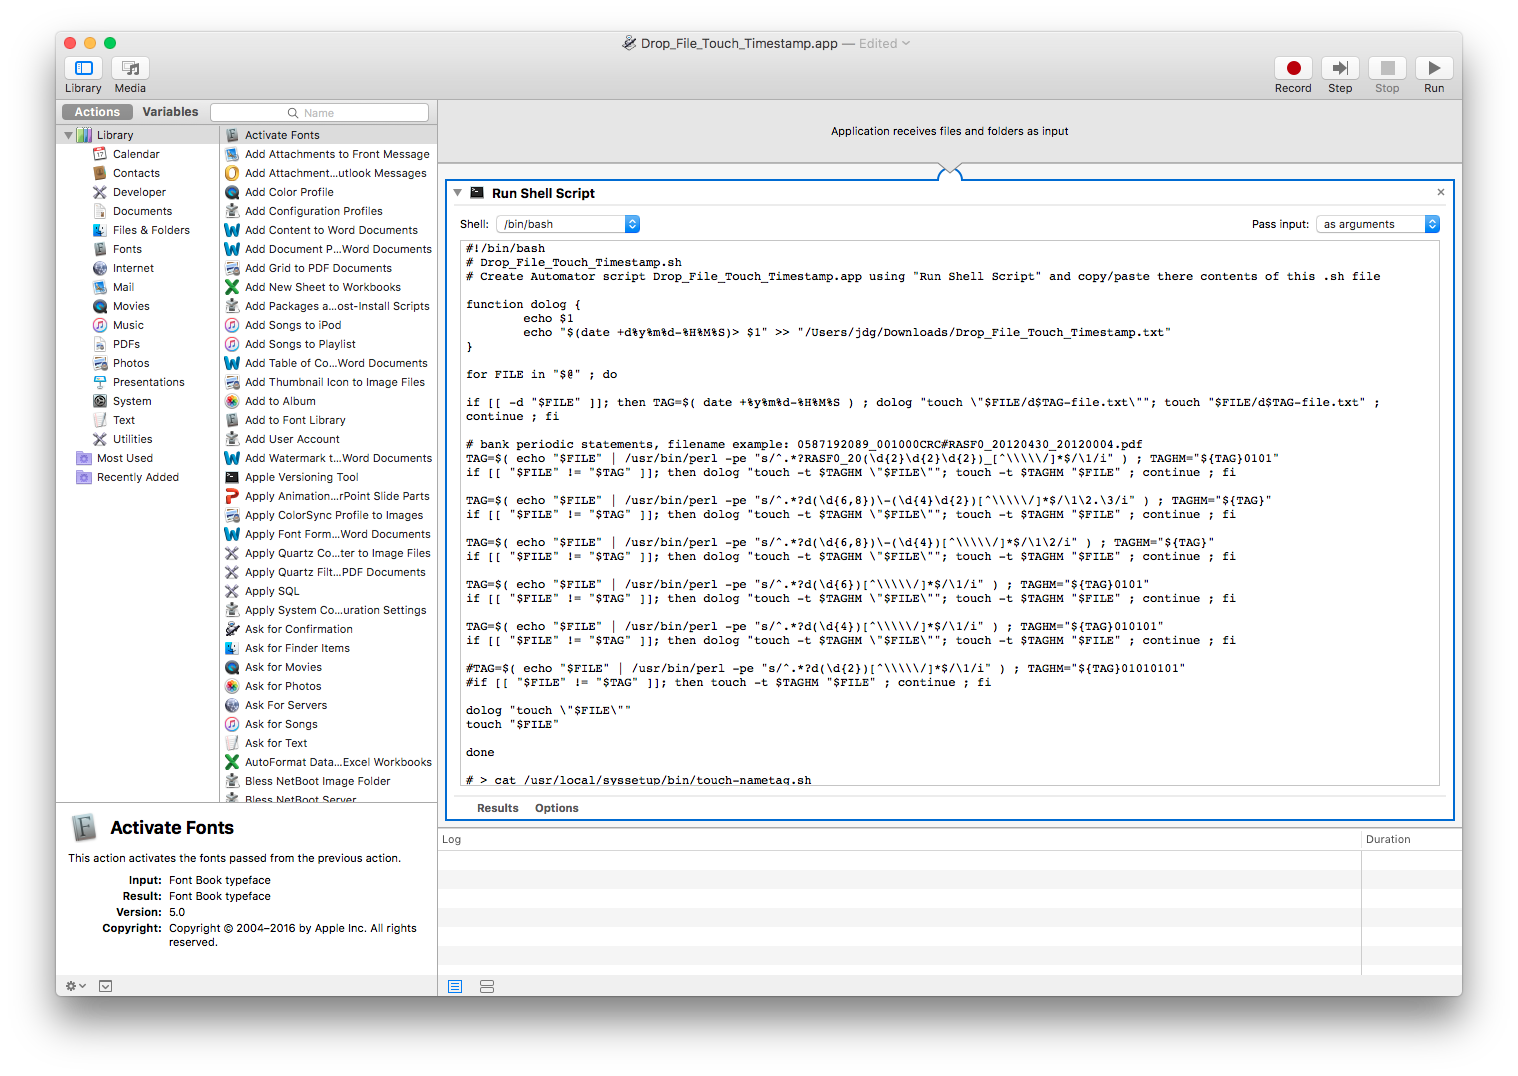 Drop_File_Touch_Timestamp.app — Edited
Library
Media
Record
Step
Stop
Run
Actions
Variables
Name
Library
Calendar
Contacts
Developer
Documents
Files & Folders
Fonts
Internet
Mail
Movies
Music
PDFs
Photos
Presentations
System
Text
Utilities
Most Used
Recently Added
Activate Fonts
Add Attachments to Front Message
Add Attachment...utlook Messages
Add Color Profile
Add Configuration Profiles
Add Content to Word Documents
Add Document P...Word Documents
Add Grid to PDF Documents
Add New Sheet to Workbooks
Add Packages a...ost-Install Scripts
Add Songs to iPod
Add Songs to Playlist
Add Table of Co...Word Documents
Add Thumbnail Icon to Image Files
Add to Album
Add to Font Library
Add User Account
Add Watermark t...Word Documents
Apple Versioning Tool
Apply Animation...rPoint Slide Parts
Apply ColorSync Profile to Images
Apply Font Form...Word Documents
Apply Quartz Co...ter to Image Files
Apply Quartz Filt...PDF Documents
Apply SQL
Apply System Co...uration Settings
Ask for Confirmation
Ask for Finder Items
Ask for Movies
Ask for Photos
Ask For Servers
Ask for Songs
Ask for Text
AutoFormat Data...Excel Workbooks
Bless NetBoot Image Folder
Bless NetBoot Server
Activate Fonts
This action activates the fonts passed from the previous action.
Input: Font Book typeface
Result: Font Book typeface
Version: 5.0
Copyright: Copyright © 2004–2016 by Apple Inc. All rights
reserved.
Application receives files and folders as input
Run Shell Script
Shell: /bin/bash
Pass input: as arguments
#!/bin/bash
# Drop_File_Touch_Timestamp.sh
# Create Automator script Drop_File_Touch_Timestamp.app using "Run Shell Script" and copy/paste there contents of this .sh file
function dolog {
echo $1
echo "$(date +d%y%m%d-%H%M%S)> $1" >> "/Users/jdg/Downloads/Drop_File_Touch_Timestamp.txt"
}
for FILE in "$@" ; do
if [[ -d "$FILE" ]]; then TAG=$( date +%y%m%d-%H%M%S ) ; dolog "touch \"$FILE/d$TAG-file.txt\""; touch "$FILE/d$TAG-file.txt" ;
continue ; fi
# bank periodic statements, filename example: 0587192089_001000CRC#RASF0_20120430_20120004.pdf
TAG=$( echo "$FILE" | /usr/bin/perl -pe "s/^.*?RASF0_20(\d{2}\d{2}\d{2})_[^\\\\\/]*$/\1/i" ) ; TAGHM="${TAG}0101"
if [[ "$FILE" != "$TAG" ]]; then dolog "touch -t $TAGHM \"$FILE\""; touch -t $TAGHM "$FILE" ; continue ; fi
TAG=$( echo "$FILE" | /usr/bin/perl -pe "s/^.*?d(\d{6,8})\-(\d{4}\d{2})[^\\\\\/]*$/\1\2.\3/i" ) ; TAGHM="${TAG}"
if [[ "$FILE" != "$TAG" ]]; then dolog "touch -t $TAGHM \"$FILE\""; touch -t $TAGHM "$FILE" ; continue ; fi
TAG=$( echo "$FILE" | /usr/bin/perl -pe "s/^.*?d(\d{6,8})\-(\d{4})[^\\\\\/]*$/\1\2/i" ) ; TAGHM="${TAG}"
if [[ "$FILE" != "$TAG" ]]; then dolog "touch -t $TAGHM \"$FILE\""; touch -t $TAGHM "$FILE" ; continue ; fi
TAG=$( echo "$FILE" | /usr/bin/perl -pe "s/^.*?d(\d{6})[^\\\\\/]*$/\1/i" ) ; TAGHM="${TAG}0101"
if [[ "$FILE" != "$TAG" ]]; then dolog "touch -t $TAGHM \"$FILE\""; touch -t $TAGHM "$FILE" ; continue ; fi
TAG=$( echo "$FILE" | /usr/bin/perl -pe "s/^.*?d(\d{4})[^\\\\\/]*$/\1/i" ) ; TAGHM="${TAG}010101"
if [[ "$FILE" != "$TAG" ]]; then dolog "touch -t $TAGHM \"$FILE\""; touch -t $TAGHM "$FILE" ; continue ; fi
#TAG=$( echo "$FILE" | /usr/bin/perl -pe "s/^.*?d(\d{2})[^\\\\\/]*$/\1/i" ) ; TAGHM="${TAG}01010101"
#if [[ "$FILE" != "$TAG" ]]; then touch -t $TAGHM "$FILE" ; continue ; fi
dolog "touch \"$FILE\""
touch "$FILE"
done
# > cat /usr/local/syssetup/bin/touch-nametag.sh
Results
Options
Log
Duration